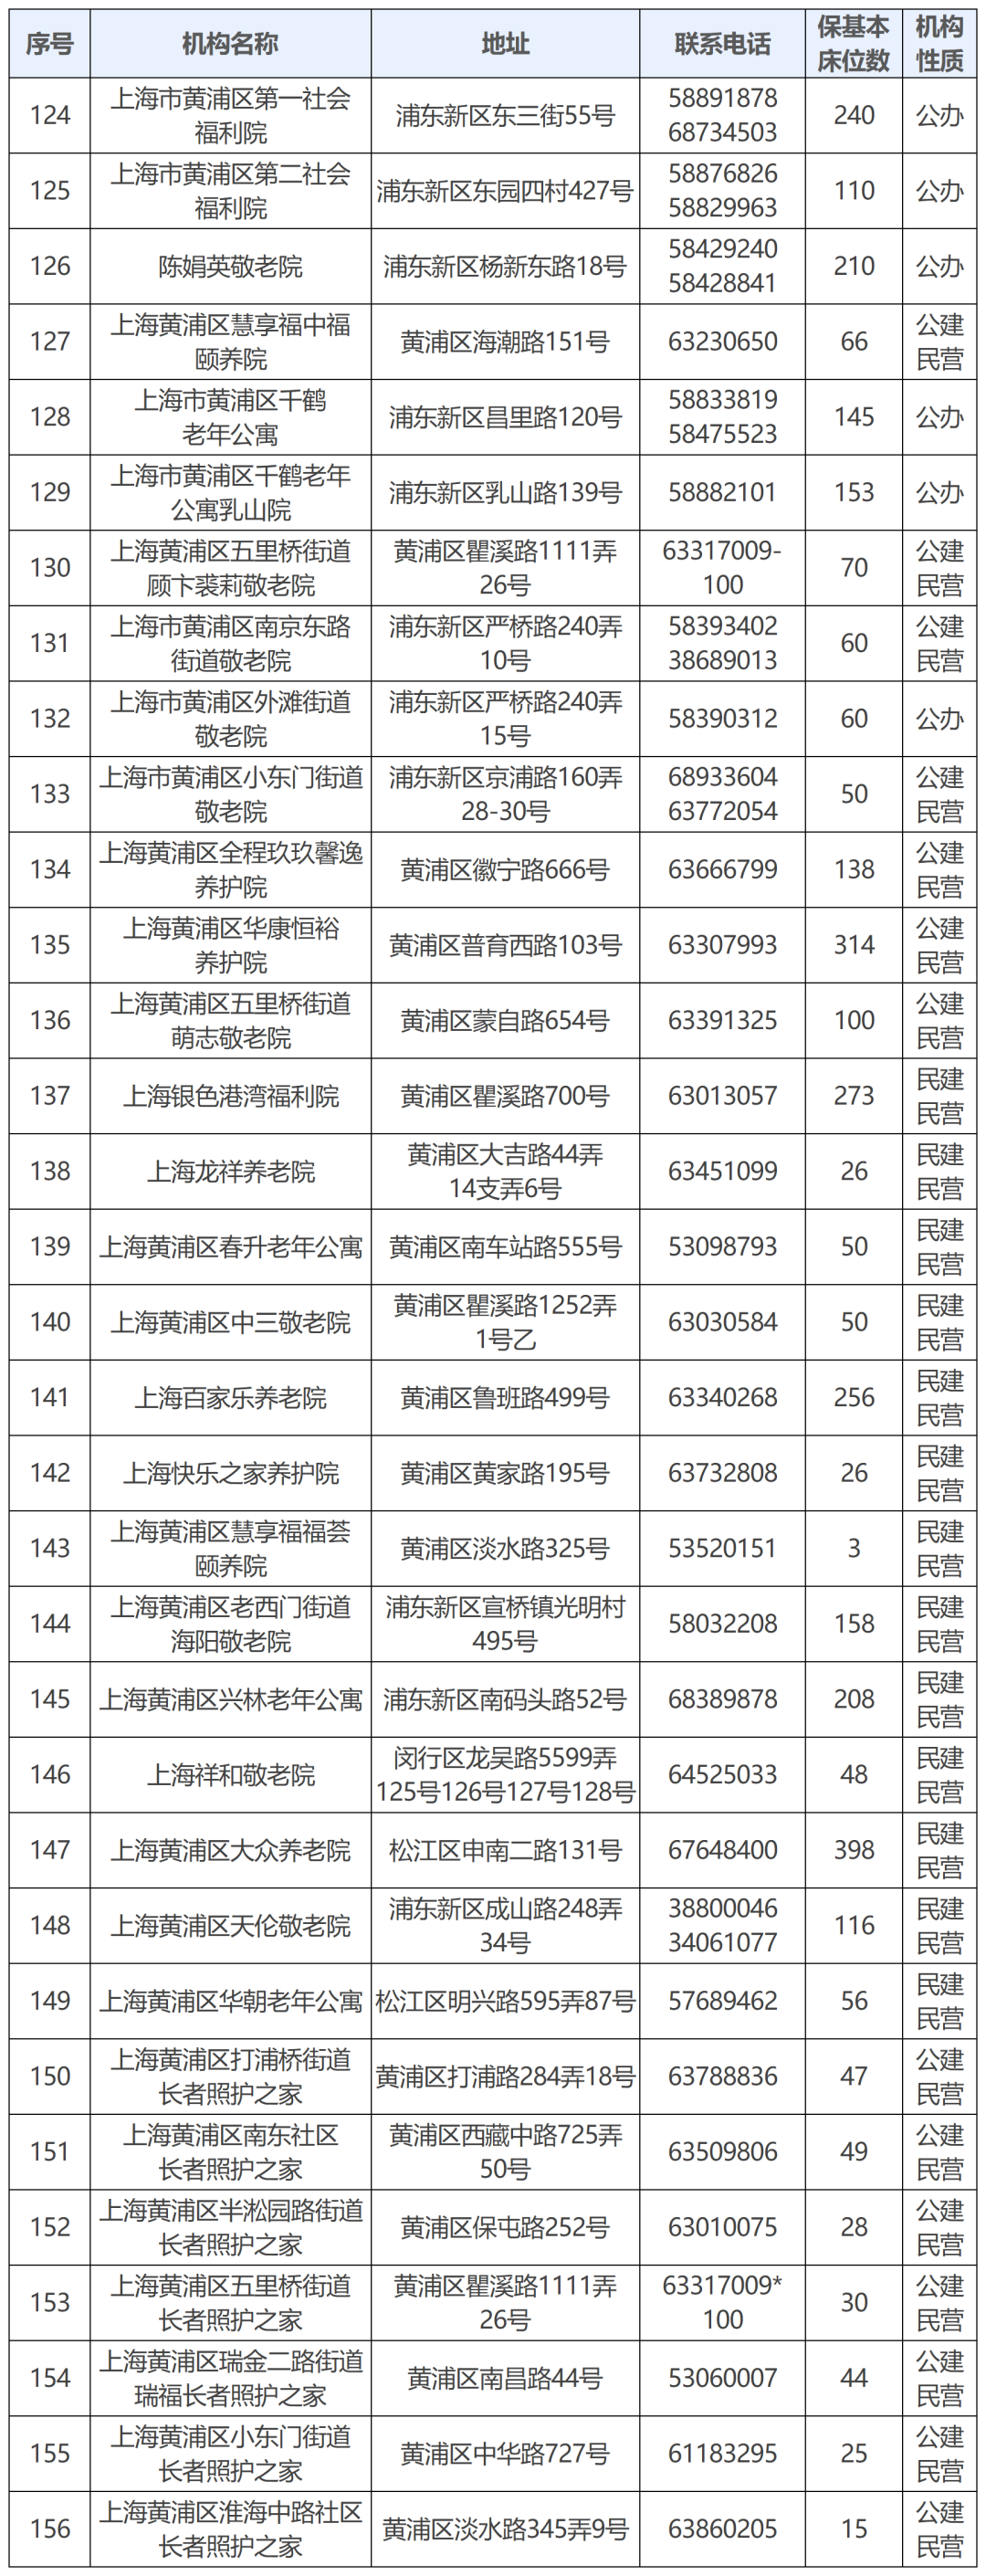 序号 机构名称 地址 联系电话 保基本床位数 机构性质
124 上海市黄浦区第一社会福利院 浦东新区东三街55号 58891878 68734503 240 公办
125 上海市黄浦区第二社会福利院 浦东新区东园四村427号 58876826 58829963 110 公办
126 陈娟英敬老院 浦东新区杨新东路18号 58429240 58428841 210 公办
127 上海黄浦区慧享福中福颐养院 黄浦区海潮路151号 63230650 66 公建民营
128 上海市黄浦区千鹤老年公寓 浦东新区昌里路120号 58833819 58475523 145 公办
129 上海市黄浦区千鹤老年公寓乳山院 浦东新区乳山路139号 58882101 153 公办
130 上海黄浦区五里桥街道顾卞裘莉敬老院 黄浦区瞿溪路1111弄26号 63317009-100 70 公建民营
131 上海市黄浦区南京东路街道敬老院 浦东新区严桥路240弄10号 58393402 38689013 60 公建民营
132 上海市黄浦区外滩街道敬老院 浦东新区严桥路240弄15号 58390312 60 公办
133 上海市黄浦区小东门街道敬老院 浦东新区京浦路160弄28-30号 68933604 63772054 50 公建民营
134 上海黄浦区全程玖玖馨逸养护院 黄浦区徽宁路666号 63666799 138 公建民营
135 上海黄浦区华康恒裕养护院 黄浦区普育西路103号 63307993 314 公建民营
136 上海黄浦区五里桥街道萌志敬老院 黄浦区蒙自路654号 63391325 100 公建民营
137 上海银色港湾福利院 黄浦区瞿溪路700号 63013057 273 民建民营
138 上海龙祥养老院 黄浦区大吉路44弄14支弄6号 63451099 26 民建民营
139 上海黄浦区春升老年公寓 黄浦区南车站路555号 53098793 50 民建民营
140 上海黄浦区中三敬老院 黄浦区瞿溪路1252弄1号乙 63030584 50 民建民营
141 上海百家乐养老院 黄浦区鲁班路499号 63340268 256 民建民营
142 上海快乐之家养护院 黄浦区黄家路195号 63732808 26 民建民营
143 上海黄浦区慧享福福荟颐养院 黄浦区淡水路325号 53520151 3 民建民营
144 上海黄浦区老西门街道海阳敬老院 浦东新区宣桥镇光明村495号 58032208 158 民建民营
145 上海黄浦区兴林老年公寓 浦东新区南码头路52号 68389878 208 民建民营
146 上海祥和敬老院 闵行区龙吴路5599弄125号126号127号128号 64525033 48 民建民营
147 上海黄浦区大众养老院 松江区申南二路131号 67648400 398 民建民营
148 上海黄浦区天伦敬老院 浦东新区成山路248弄34号 38800046 34061077 116 民建民营
149 上海黄浦区华朝老年公寓 松江区明兴路595弄87号 57689462 56 民建民营
150 上海黄浦区打浦桥街道长者照护之家 黄浦区打浦路284弄18号 63788836 47 公建民营
151 上海黄浦区南东社区长者照护之家 黄浦区西藏中路725弄50号 63509806 49 公建民营
152 上海黄浦区半淞园路街道长者照护之家 黄浦区保屯路252号 63010075 28 公建民营
153 上海黄浦区五里桥街道长者照护之家 黄浦区瞿溪路1111弄26号 63317009*100 30 公建民营
154 上海黄浦区瑞金二路街道瑞福长者照护之家 黄浦区南昌路44号 53060007 44 公建民营
155 上海黄浦区小东门街道长者照护之家 黄浦区中华路727号 61183295 25 公建民营
156 上海黄浦区淮海中路社区长者照护之家 黄浦区淡水路345弄9号 63860205 15 公建民营